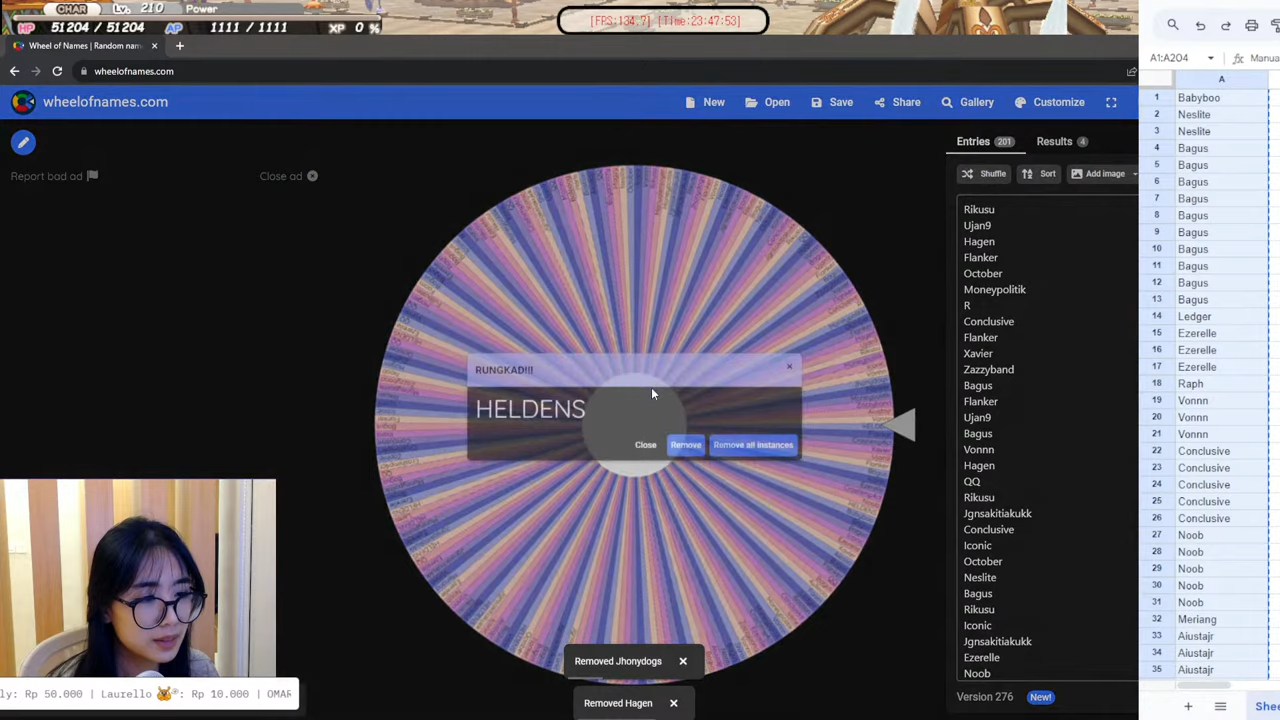 CHAR Lv. 210 Power
HP 51204 / 51204 AP 1111 / 1111 XP 0 %
[FPS:134,7] [Time:23:47:53]
Wheel of Names | Random nam
wheelofnames.com
wheelofnames.com
New Open Save Share Gallery Customize
Report bad ad
Close ad
Entries 201 Results 4
Shuffle Sort Add image
Rikusu
Ujan9
Hagen
Flanker
October
Moneypolitik
R
Conclusive
Flanker
Xavier
Zazzyband
Bagus
Flanker
Ujan9
Bagus
Vonnn
Hagen
QQ
Rikusu
Jgnsakitiakukk
Conclusive
Iconic
October
Neslite
Bagus
Rikusu
Iconic
Jgnsakitiakukk
Ezerelle
Noob
Version 276 New!
RUNGKAD!!!
HELDENS
Close Remove Remove all instances
Removed Jhonydogs
Removed Hagen
ly: Rp 50.000 | Laurello 🐯: Rp 10.000 | OMAR
A1:A204 fx Manua
A
1 Babyboo
2 Neslite
3 Neslite
4 Bagus
5 Bagus
6 Bagus
7 Bagus
8 Bagus
9 Bagus
10 Bagus
11 Bagus
12 Bagus
13 Bagus
14 Ledger
15 Ezerelle
16 Ezerelle
17 Ezerelle
18 Raph
19 Vonnn
20 Vonnn
21 Vonnn
22 Conclusive
23 Conclusive
24 Conclusive
25 Conclusive
26 Conclusive
27 Noob
28 Noob
29 Noob
30 Noob
31 Noob
32 Meriang
33 Aiustajr
34 Aiustajr
35 Aiustajr
Shee